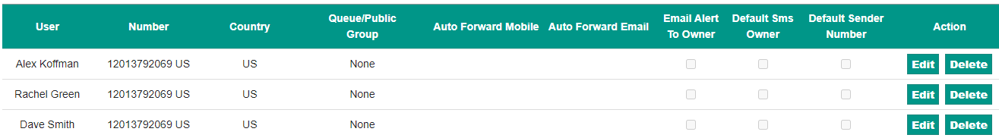 User Number Country Queue/Public Group Auto Forward Mobile Auto Forward Email Email Alert To Owner Default Sms Owner Default Sender Number Action
Alex Koffman 12013792069 US US None Edit Delete
Rachel Green 12013792069 US US None Edit Delete
Dave Smith 12013792069 US US None Edit Delete